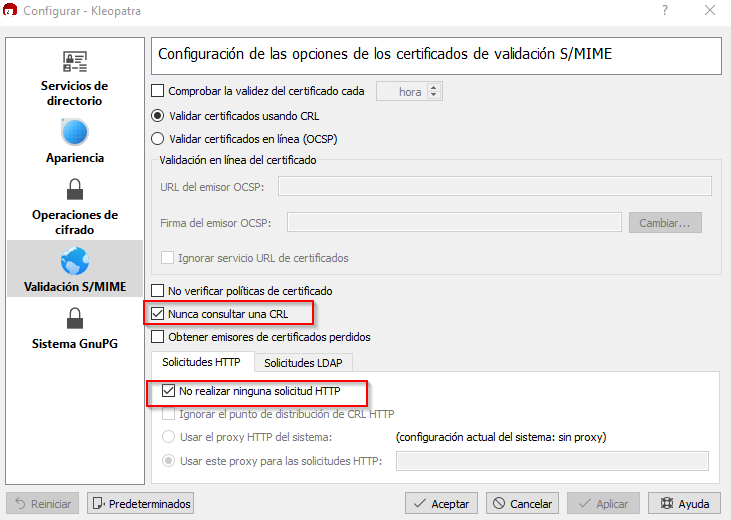 Configurar - Kleopatra
?
Servicios de
directorio
Apariencia
Operaciones de
cifrado
Validación S/MIME
Sistema GnuPG
Configuración de las opciones de los certificados de validación S/MIME
Comprobar la validez del certificado cada
hora
Validar certificados usando CRL
Validar certificados en línea (OCSP)
Validación en línea del certificado
URL del emisor OCSP:
Firma del emisor OCSP:
Cambiar...
Ignorar servicio URL de certificados
No verificar políticas de certificado
Nunca consultar una CRL
Obtener emisores de certificados perdidos
Solicitudes HTTP
Solicitudes LDAP
No realizar ninguna solicitud HTTP
Ignorar el punto de distribución de CRL HTTP
Usar el proxy HTTP del sistema:
(configuración actual del sistema: sin proxy)
Usar este proxy para las solicitudes HTTP:
Reiniciar
Predeterminados
Aceptar
Cancelar
Aplicar
Ayuda